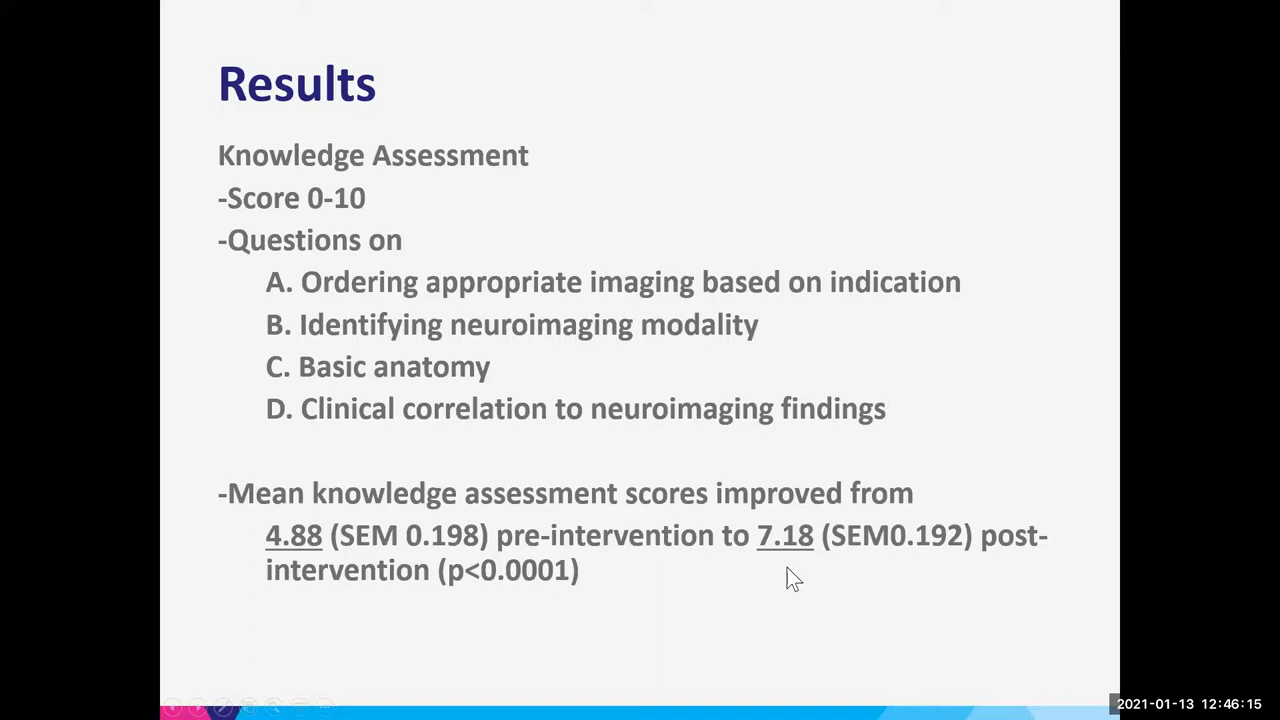 Results
Knowledge Assessment
-Score 0-10
-Questions on
A. Ordering appropriate imaging based on indication
B. Identifying neuroimaging modality
C. Basic anatomy
D. Clinical correlation to neuroimaging findings
-Mean knowledge assessment scores improved from
4.88 (SEM 0.198) pre-intervention to 7.18 (SEM0.192) post-
intervention (p<0.0001)
2021-01-13 12:46:15